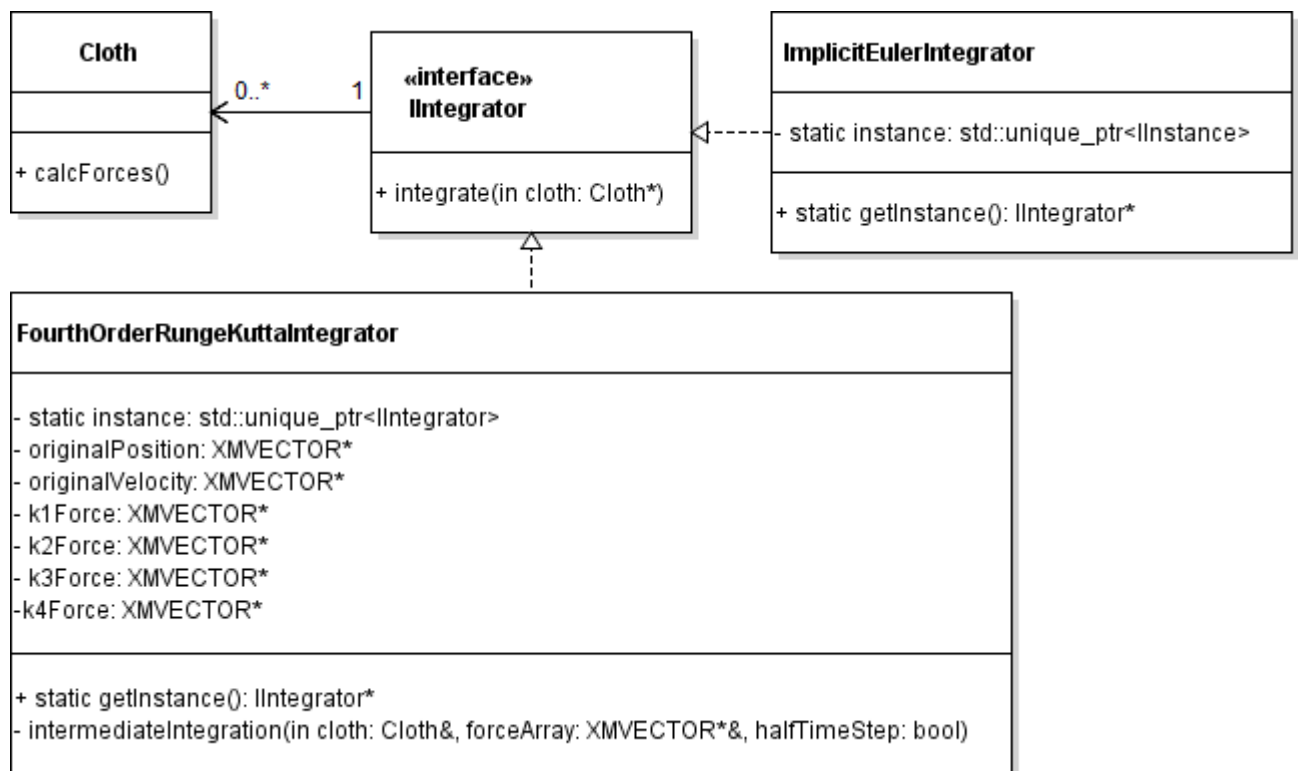 Cloth
+ calcForces()
0..*
1
«interface»
IIntegrator
+ integrate(in cloth: Cloth*)
ImplicitEulerIntegrator
- static instance: std::unique_ptr<IInstance>
+ static getInstance(): IIntegrator*
FourthOrderRungeKuttaIntegrator
- static instance: std::unique_ptr<IIntegrator>
- originalPosition: XMVECTOR*
- originalVelocity: XMVECTOR*
- k1Force: XMVECTOR*
- k2Force: XMVECTOR*
- k3Force: XMVECTOR*
-k4Force: XMVECTOR*
+ static getInstance(): IIntegrator*
- intermediateIntegration(in cloth: Cloth&, forceArray: XMVECTOR*&, halfTimeStep: bool)